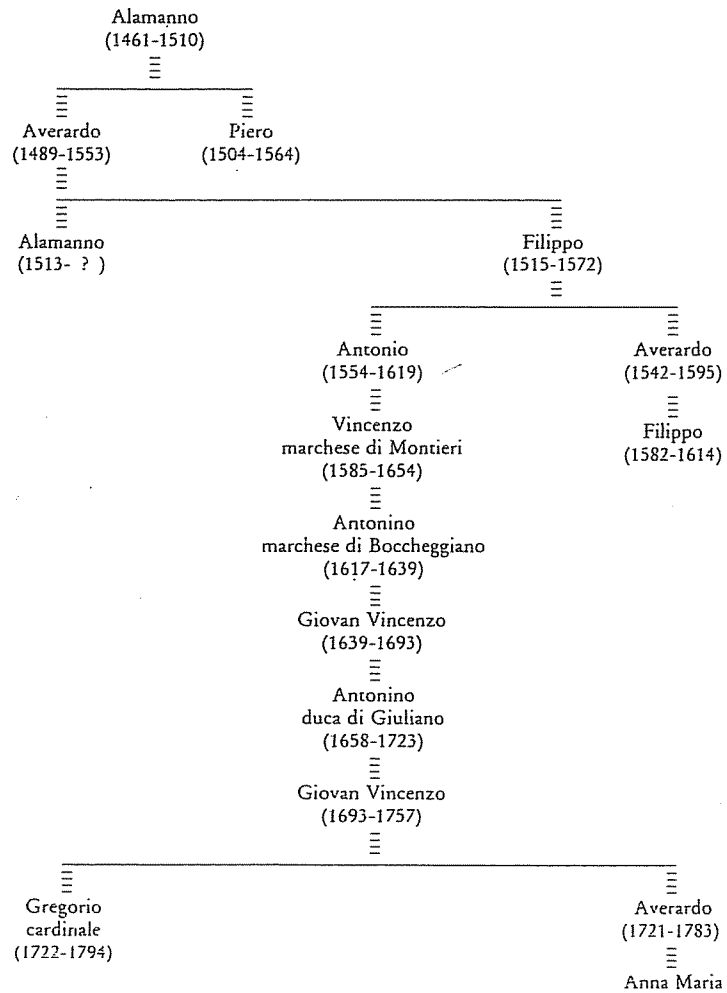 Alamanno
(1461-1510)
Averardo
(1489-1553)
Piero
(1504-1564)
Alamanno
(1513- ? )
Filippo
(1515-1572)
Antonio
(1554-1619)
Averardo
(1542-1595)
Vincenzo
marchese di Montieri
(1585-1654)
Filippo
(1582-1614)
Antonino
marchese di Boccheggiano
(1617-1639)
Giovan Vincenzo
(1639-1693)
Antonino
duca di Giuliano
(1658-1723)
Giovan Vincenzo
(1693-1757)
Gregorio
cardinale
(1722-1794)
Averardo
(1721-1783)
Anna Maria